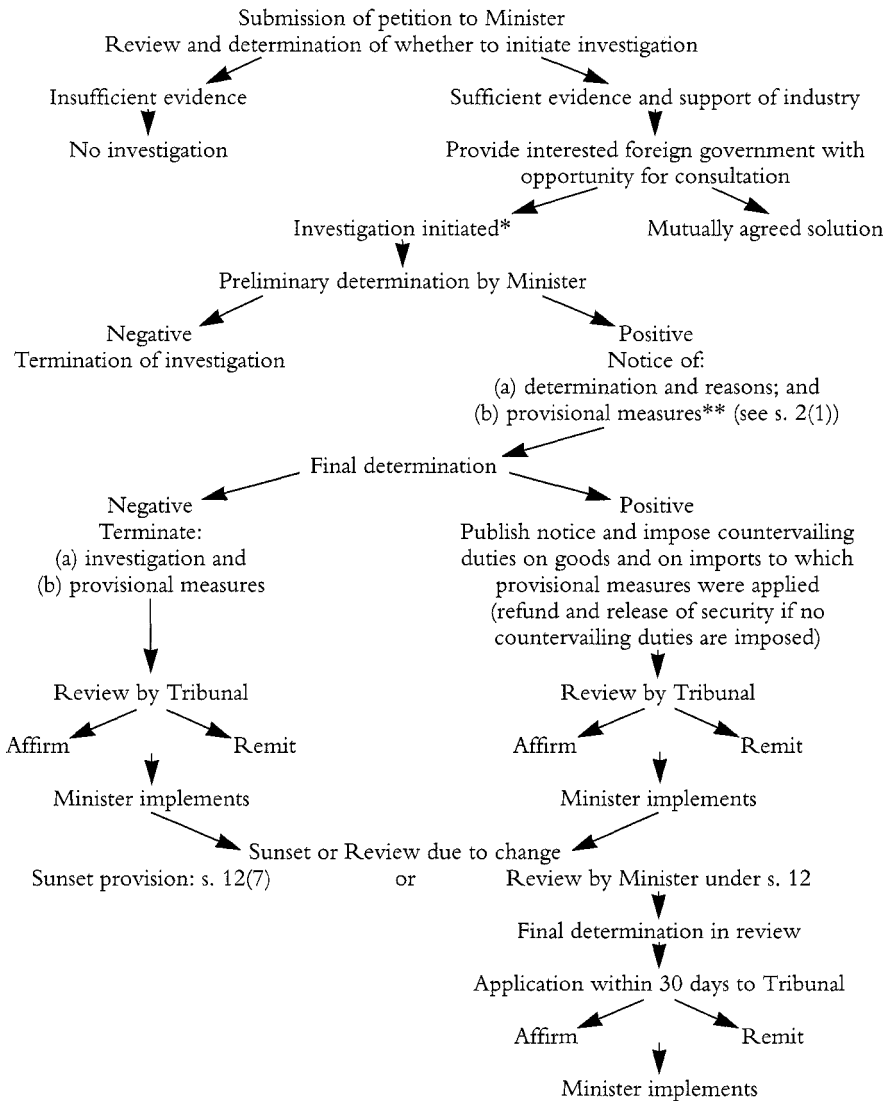 Submission of petition to Minister
Review and determination of whether to initiate investigation
Insufficient evidence
Sufficient evidence and support of industry
No investigation
Provide interested foreign government with
opportunity for consultation
Investigation initiated*
Mutually agreed solution
Preliminary determination by Minister
Negative
Termination of investigation
Positive
Notice of:
(a) determination and reasons; and
(b) provisional measures** (see s. 2(1))
Final determination
Negative
Terminate:
(a) investigation and
(b) provisional measures
Positive
Publish notice and impose countervailing
duties on goods and on imports to which
provisional measures were applied
(refund and release of security if no
countervailing duties are imposed)
Review by Tribunal
Affirm
Remit
Minister implements
Review by Tribunal
Affirm
Remit
Minister implements
Sunset or Review due to change
Sunset provision: s. 12(7)
or
Review by Minister under s. 12
Final determination in review
Application within 30 days to Tribunal
Affirm
Remit
Minister implements